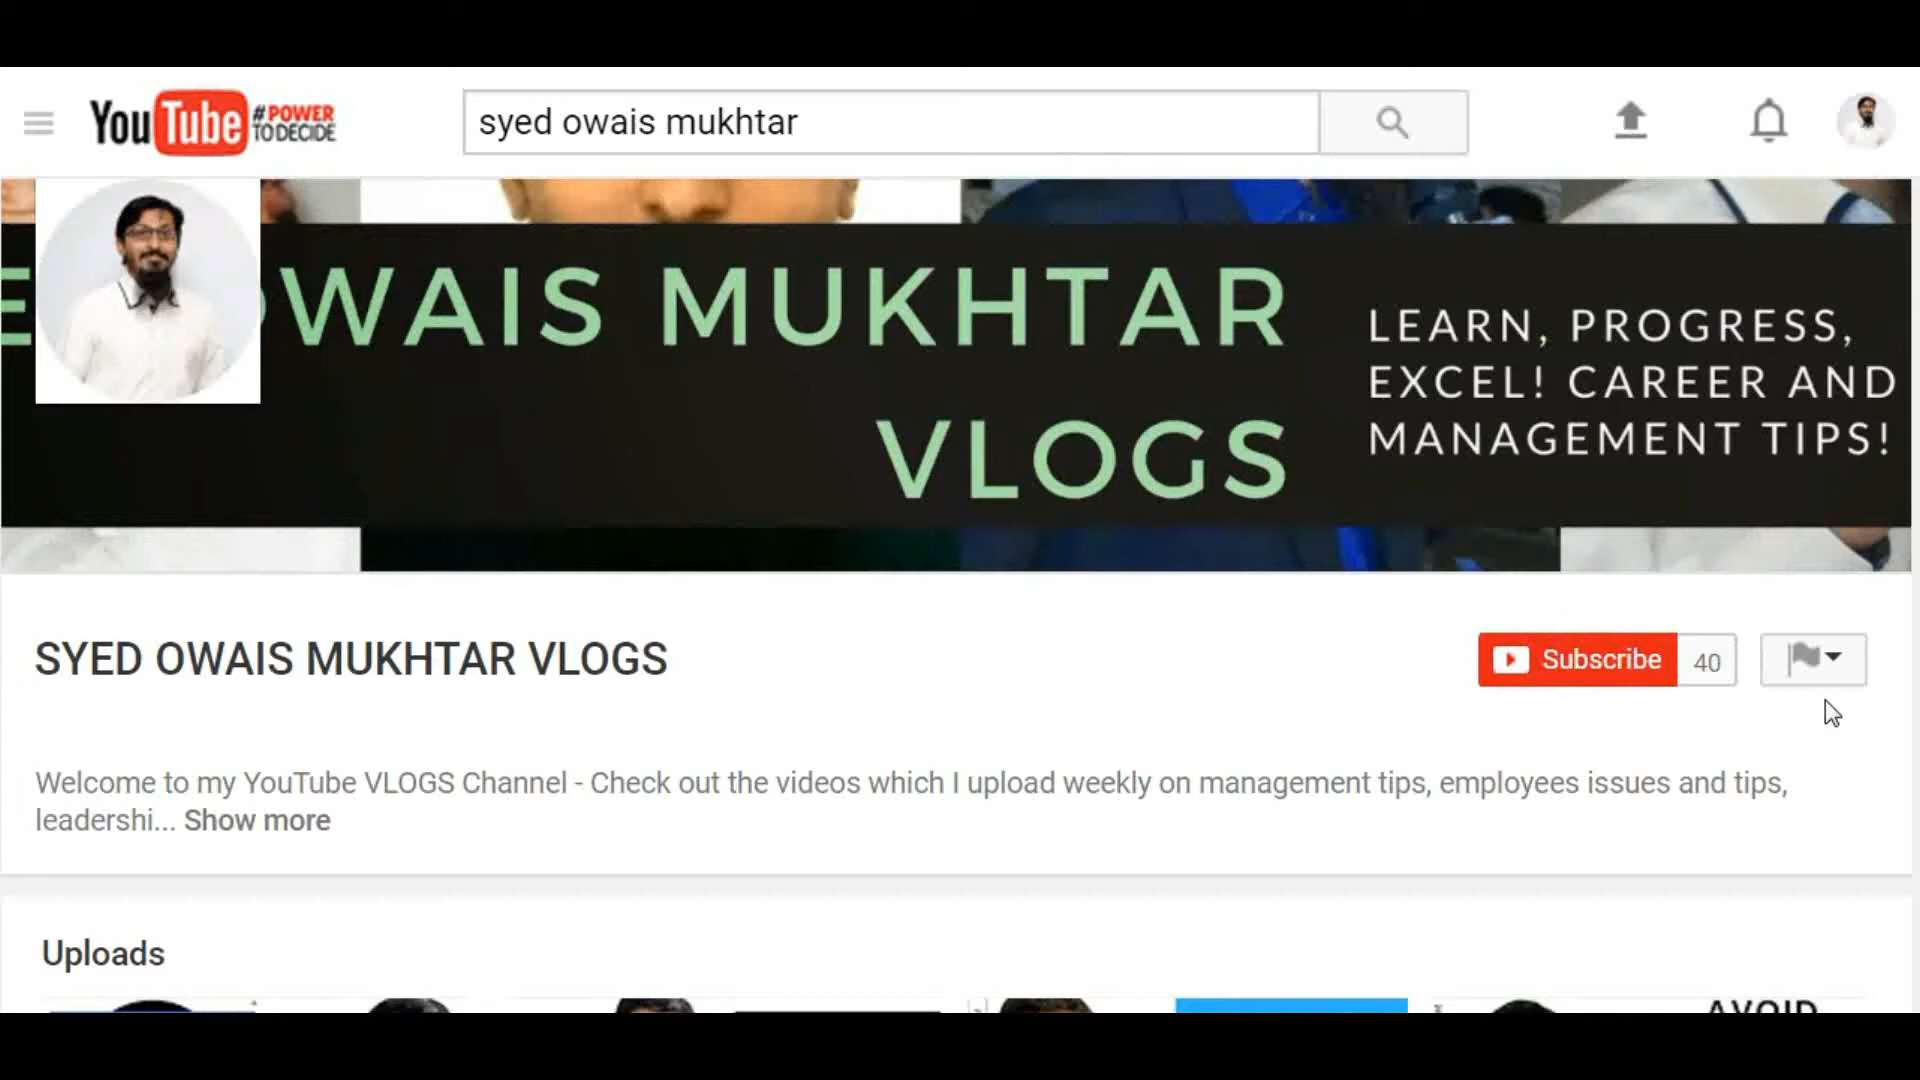 YouTube #POWER TO DECIDE
syed owais mukhtar
WAIS MUKHTAR
VLOGS
LEARN, PROGRESS,
EXCEL! CAREER AND
MANAGEMENT TIPS!
SYED OWAIS MUKHTAR VLOGS
Subscribe 40
Welcome to my YouTube VLOGS Channel - Check out the videos which I upload weekly on management tips, employees issues and tips,
leadershi... Show more
Uploads
AVOID